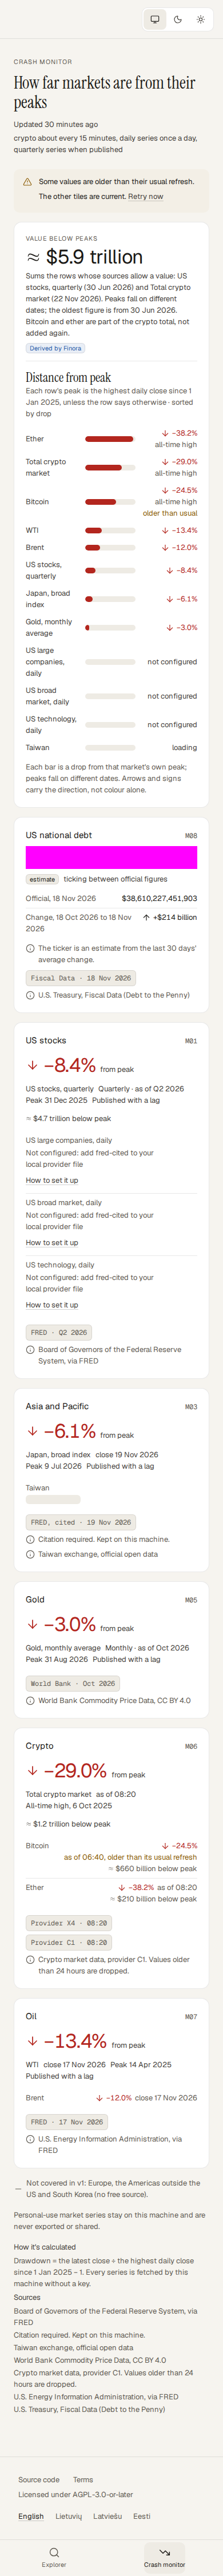 CRASH MONITOR
How far markets are from their
peaks
Updated 30 minutes ago
crypto about every 15 minutes, daily series once a day,
quarterly series when published
Some values are older than their usual refresh.
The other tiles are current. Retry now
VALUE BELOW PEAKS
≈ $5.9 trillion
Sums the rows whose sources allow a value: US
stocks, quarterly (30 Jun 2026) and Total crypto
market (22 Nov 2026). Peaks fall on different
dates; the oldest figure is from 30 Jun 2026.
Bitcoin and ether are part of the crypto total, not
added again.
Derived by Finora
Distance from peak
Each row's peak is the highest daily close since 1
Jan 2025, unless the row says otherwise · sorted
by drop
Ether ↓ −38.2%
all-time high
Total crypto
market
↓ −29.0%
all-time high
Bitcoin ↓ −24.5%
all-time high
older than usual
WTI ↓ −13.4%
Brent ↓ −12.0%
US stocks,
quarterly
↓ −8.4%
Japan, broad
index
↓ −6.1%
Gold, monthly
average
↓ −3.0%
US large
companies,
daily
not configured
US broad
market, daily
not configured
US technology,
daily
not configured
Taiwan loading
Each bar is a drop from that market's own peak;
peaks fall on different dates. Arrows and signs
carry the direction, not colour alone.
US national debt M08
estimate ticking between official figures
Official, 18 Nov 2026 $38,610,227,451,903
Change, 18 Oct 2026 to 18 Nov
2026
↑ +$214 billion
The ticker is an estimate from the last 30 days'
average change.
Fiscal Data · 18 Nov 2026
U.S. Treasury, Fiscal Data (Debt to the Penny)
US stocks M01
↓ −8.4% from peak
US stocks, quarterly Quarterly · as of Q2 2026
Peak 31 Dec 2025 Published with a lag
≈ $4.7 trillion below peak
US large companies, daily
Not configured: add fred-cited to your
local provider file
How to set it up
US broad market, daily
Not configured: add fred-cited to your
local provider file
How to set it up
US technology, daily
Not configured: add fred-cited to your
local provider file
How to set it up
FRED · Q2 2026
Board of Governors of the Federal Reserve
System, via FRED
Asia and Pacific M03
↓ −6.1% from peak
Japan, broad index close 19 Nov 2026
Peak 9 Jul 2026 Published with a lag
Taiwan
FRED, cited · 19 Nov 2026
Citation required. Kept on this machine.
Taiwan exchange, official open data
Gold M05
↓ −3.0% from peak
Gold, monthly average Monthly · as of Oct 2026
Peak 31 Aug 2026 Published with a lag
World Bank · Oct 2026
World Bank Commodity Price Data, CC BY 4.0
Crypto M06
↓ −29.0% from peak
Total crypto market as of 08:20
All-time high, 6 Oct 2025
≈ $1.2 trillion below peak
Bitcoin ↓ −24.5%
as of 06:40, older than its usual refresh
≈ $660 billion below peak
Ether ↓ −38.2% as of 08:20
≈ $210 billion below peak
Provider X4 · 08:20
Provider C1 · 08:20
Crypto market data, provider C1. Values older
than 24 hours are dropped.
Oil M07
↓ −13.4% from peak
WTI close 17 Nov 2026 Peak 14 Apr 2025
Published with a lag
Brent ↓ −12.0% close 17 Nov 2026
FRED · 17 Nov 2026
U.S. Energy Information Administration, via
FRED
— Not covered in v1: Europe, the Americas outside the
US and South Korea (no free source).
Personal-use market series stay on this machine and are
never exported or shared.
How it's calculated
Drawdown = the latest close ÷ the highest daily close
since 1 Jan 2025 − 1. Every series is fetched by this
machine without a key.
Sources
Board of Governors of the Federal Reserve System, via
FRED
Citation required. Kept on this machine.
Taiwan exchange, official open data
World Bank Commodity Price Data, CC BY 4.0
Crypto market data, provider C1. Values older than 24
hours are dropped.
U.S. Energy Information Administration, via FRED
U.S. Treasury, Fiscal Data (Debt to the Penny)
Source code Terms
Licensed under AGPL-3.0-or-later
English Lietuvių Latviešu Eesti
Explorer Crash monitor